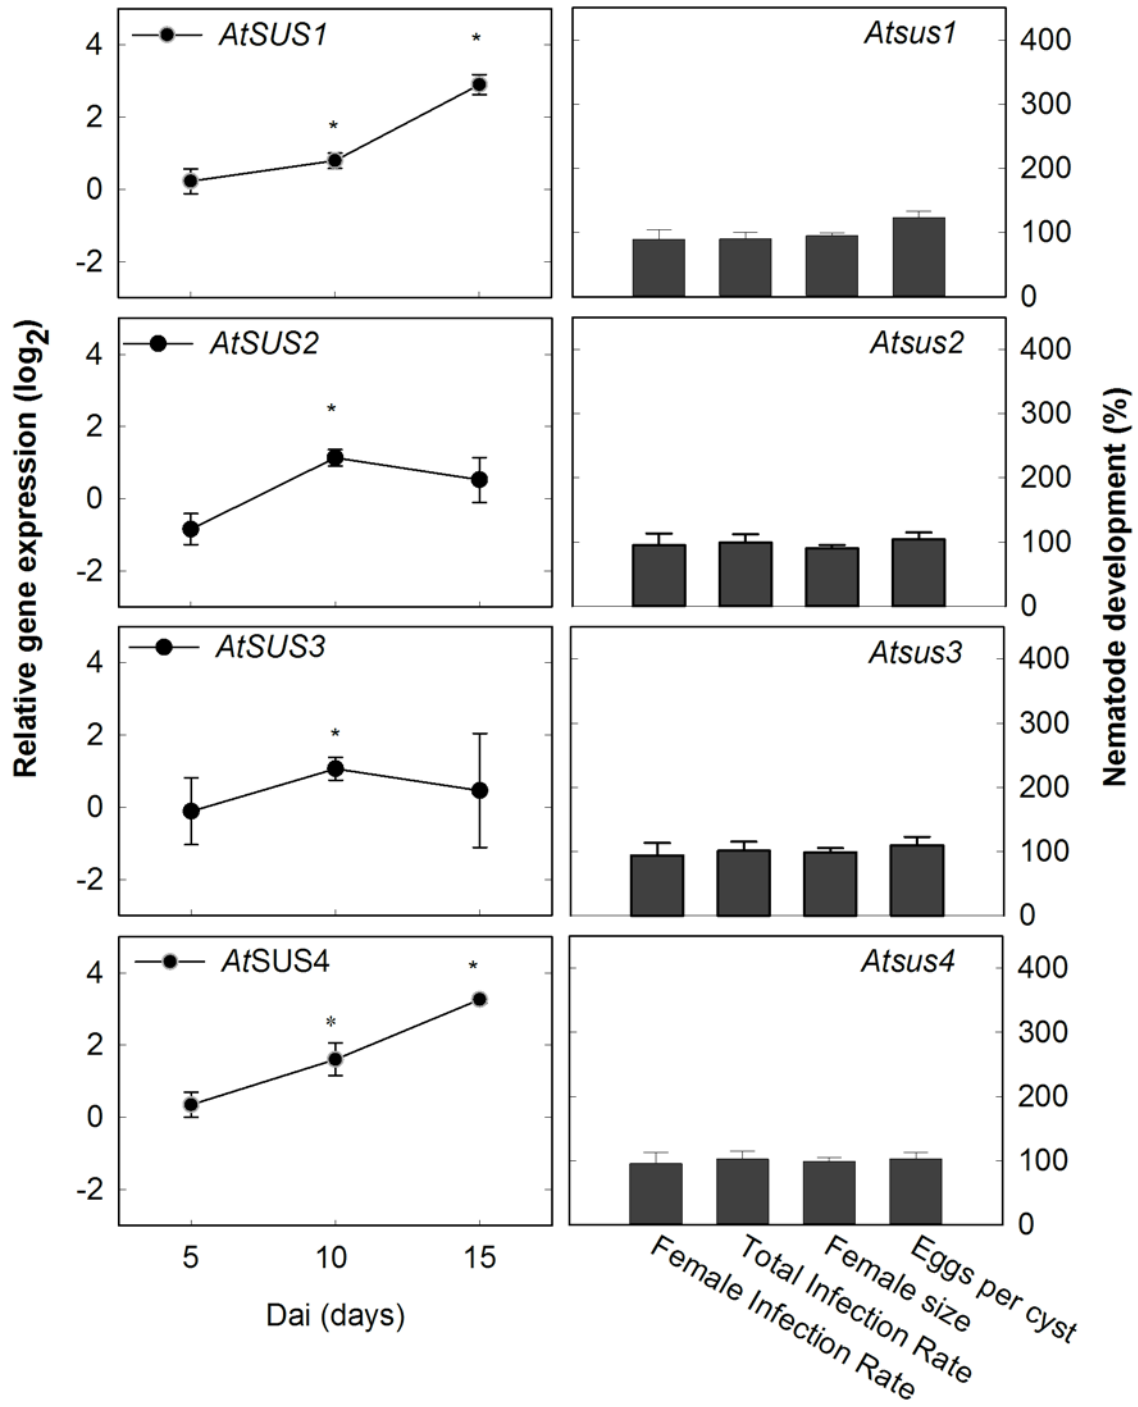 AtSUS1
4
2
0
-2
Atsus1
400
300
200
100
0
AtSUS2
4
2
0
-2
Atsus2
400
300
200
100
0
AtSUS3
4
2
0
-2
Atsus3
400
300
200
100
0
AtSUS4
4
2
0
-2
Atsus4
400
300
200
100
0
Relative gene expression (log2)
Nematode development (%)
5 10 15
Dai (days)
Female Infection Rate
Total Infection Rate
Female size
Eggs per cyst
*
*
*
*
*
*